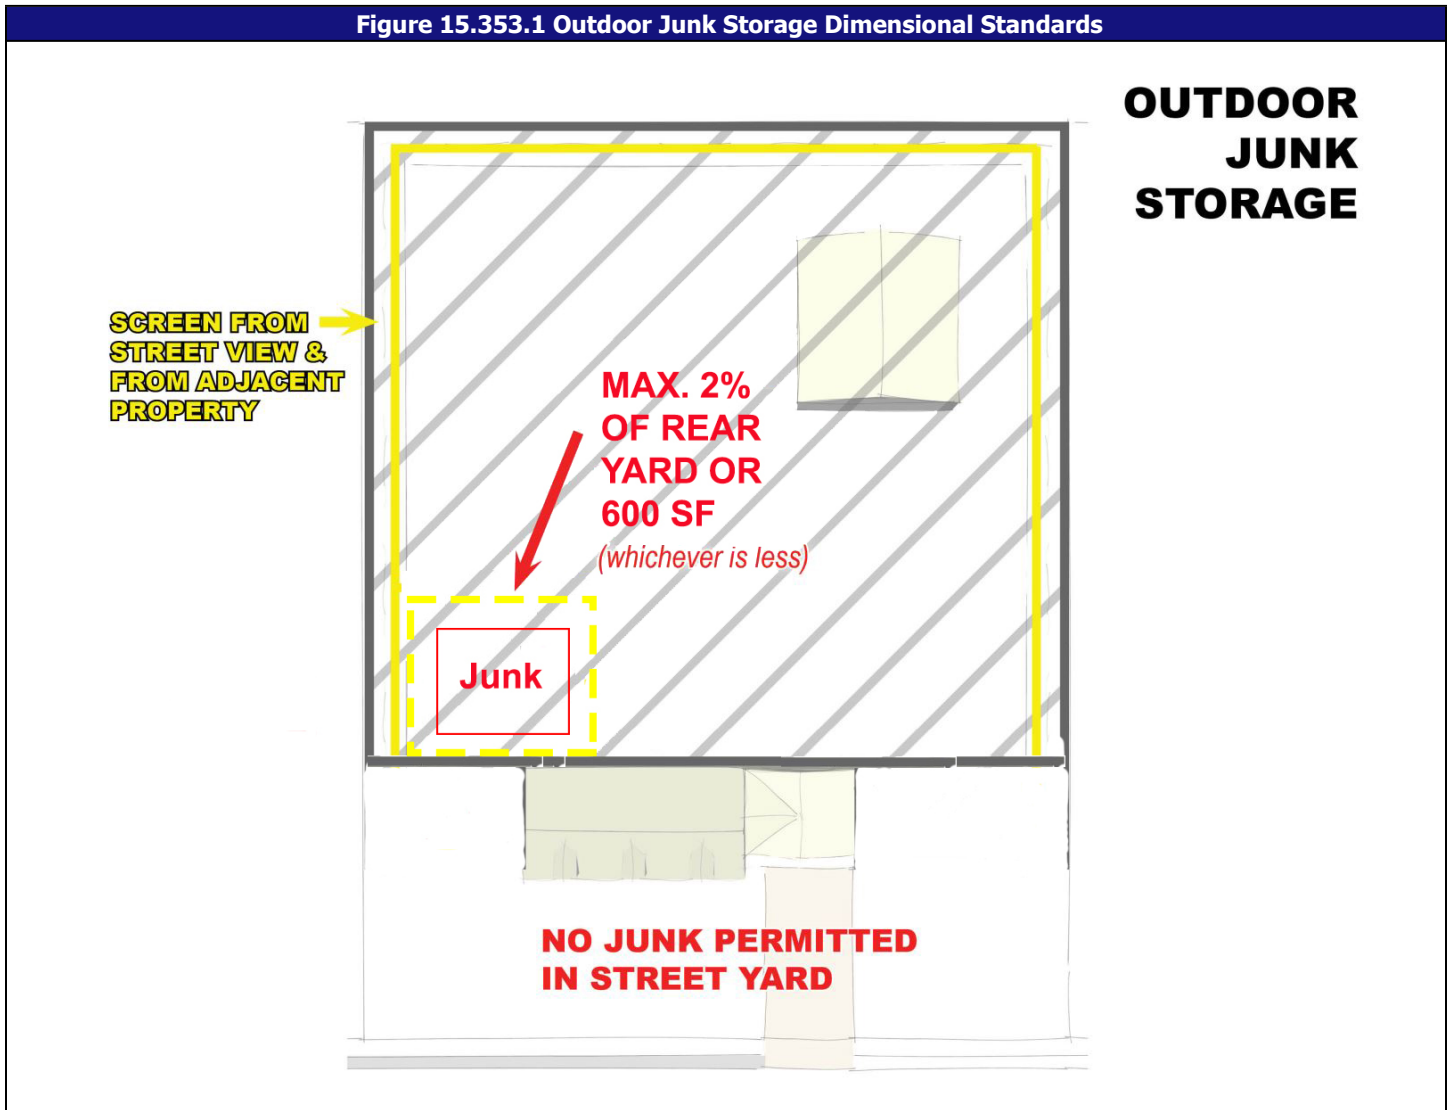 Figure 15.353.1 Outdoor Junk Storage Dimensional Standards
OUTDOOR
JUNK
STORAGE
SCREEN FROM
STREET VIEW &
FROM ADJACENT
PROPERTY
MAX. 2%
OF REAR
YARD OR
600 SF
(whichever is less)
Junk
NO JUNK PERMITTED
IN STREET YARD